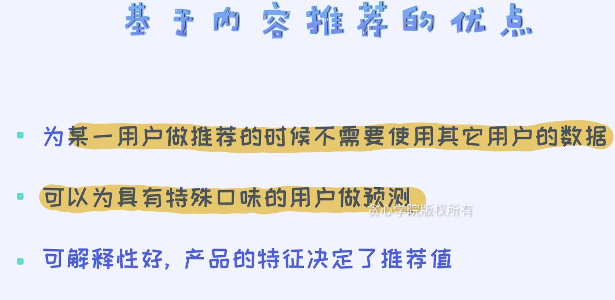 基于内容推荐的优点
为某一用户做推荐的时候不需要使用其它用户的数据
可以为具有特殊口味的用户做预测
贪心学院版权所有
可解释性好, 产品的特征决定了推荐值